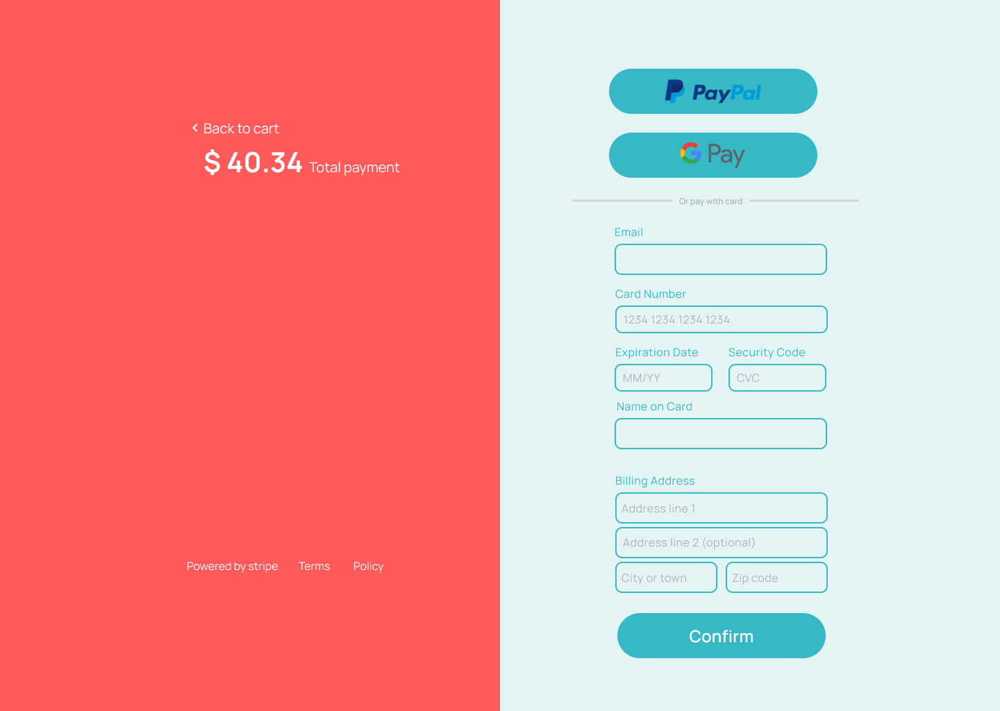 Back to cart
$ 40.34 Total payment
Powered by stripe Terms Policy
PayPal
G Pay
Or pay with card
Email
Card Number
1234 1234 1234 1234
Expiration Date Security Code
MM/YY CVC
Name on Card
Billing Address
Address line 1
Address line 2 (optional)
City or town Zip code
Confirm